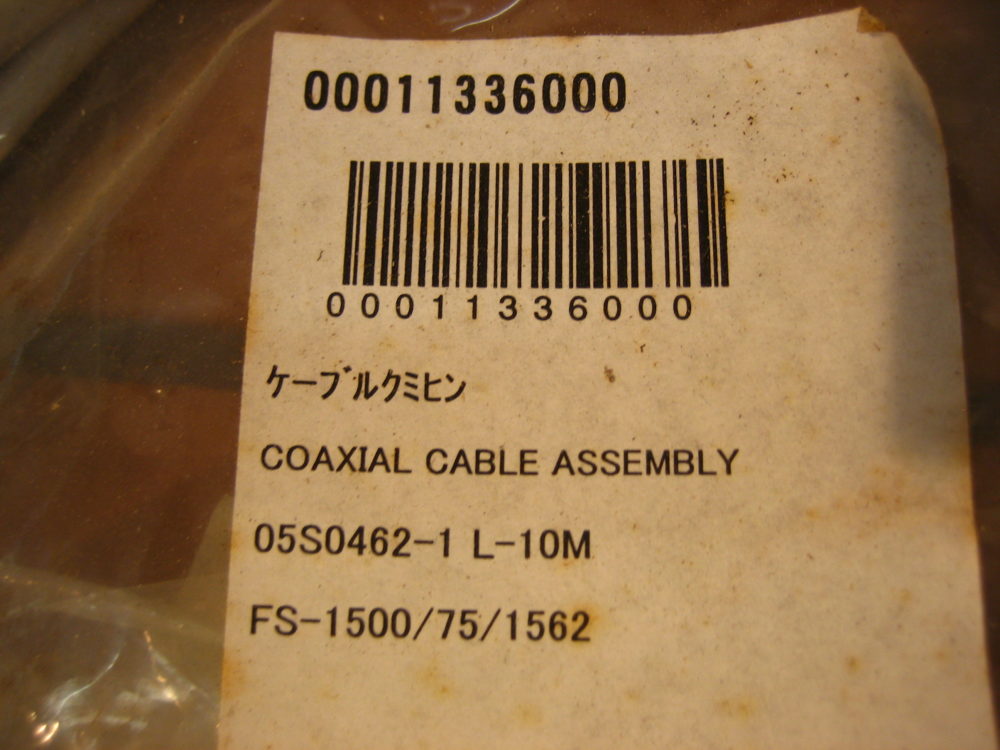 00011336000
00011336000
ｹｰﾌﾞﾙｸﾐﾋﾝ
COAXIAL CABLE ASSEMBLY
05S0462-1 L-10M
FS-1500/75/1562